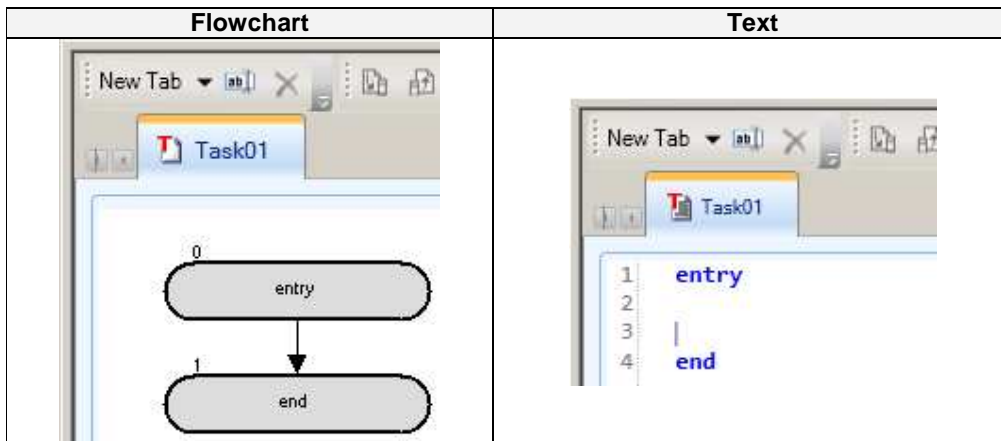 Flowchart
Text
New Tab
Task01
0
entry
1
end
New Tab
Task01
1 entry
2
3
4 end